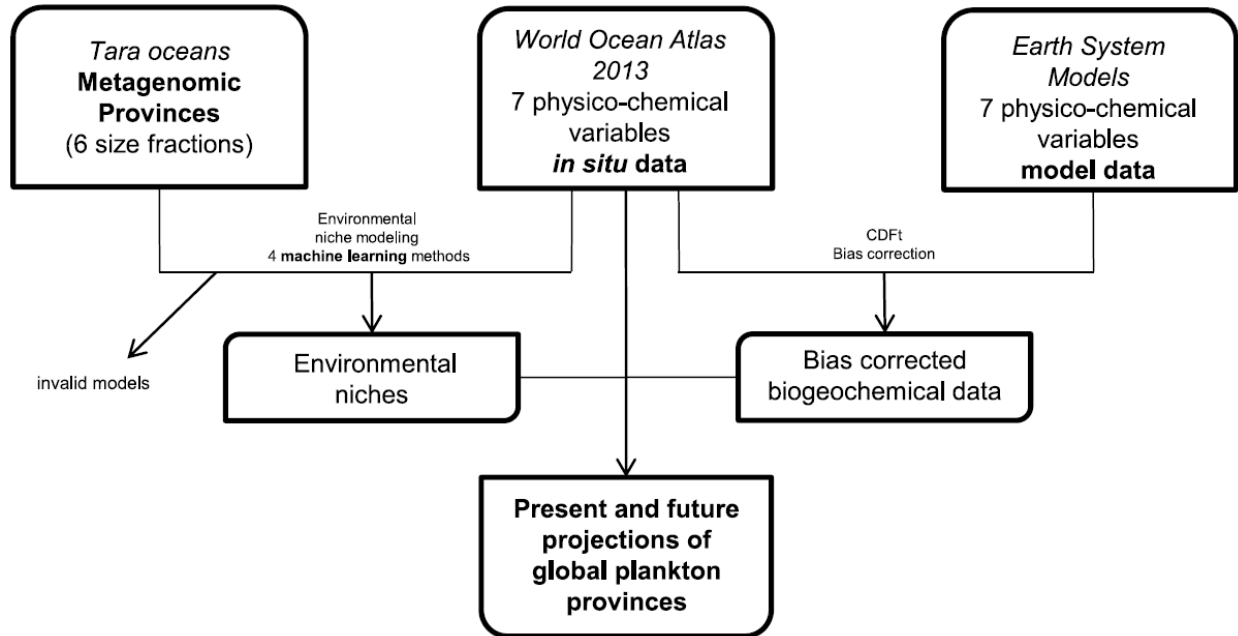 Tara oceans
Metagenomic
Provinces
(6 size fractions)
World Ocean Atlas
2013
7 physico-chemical
variables
in situ data
Earth System
Models
7 physico-chemical
variables
model data
Environmental
niche modeling
4 machine learning methods
CDFt
Bias correction
invalid models
Environmental
niches
Bias corrected
biogeochemical data
Present and future
projections of
global plankton
provinces